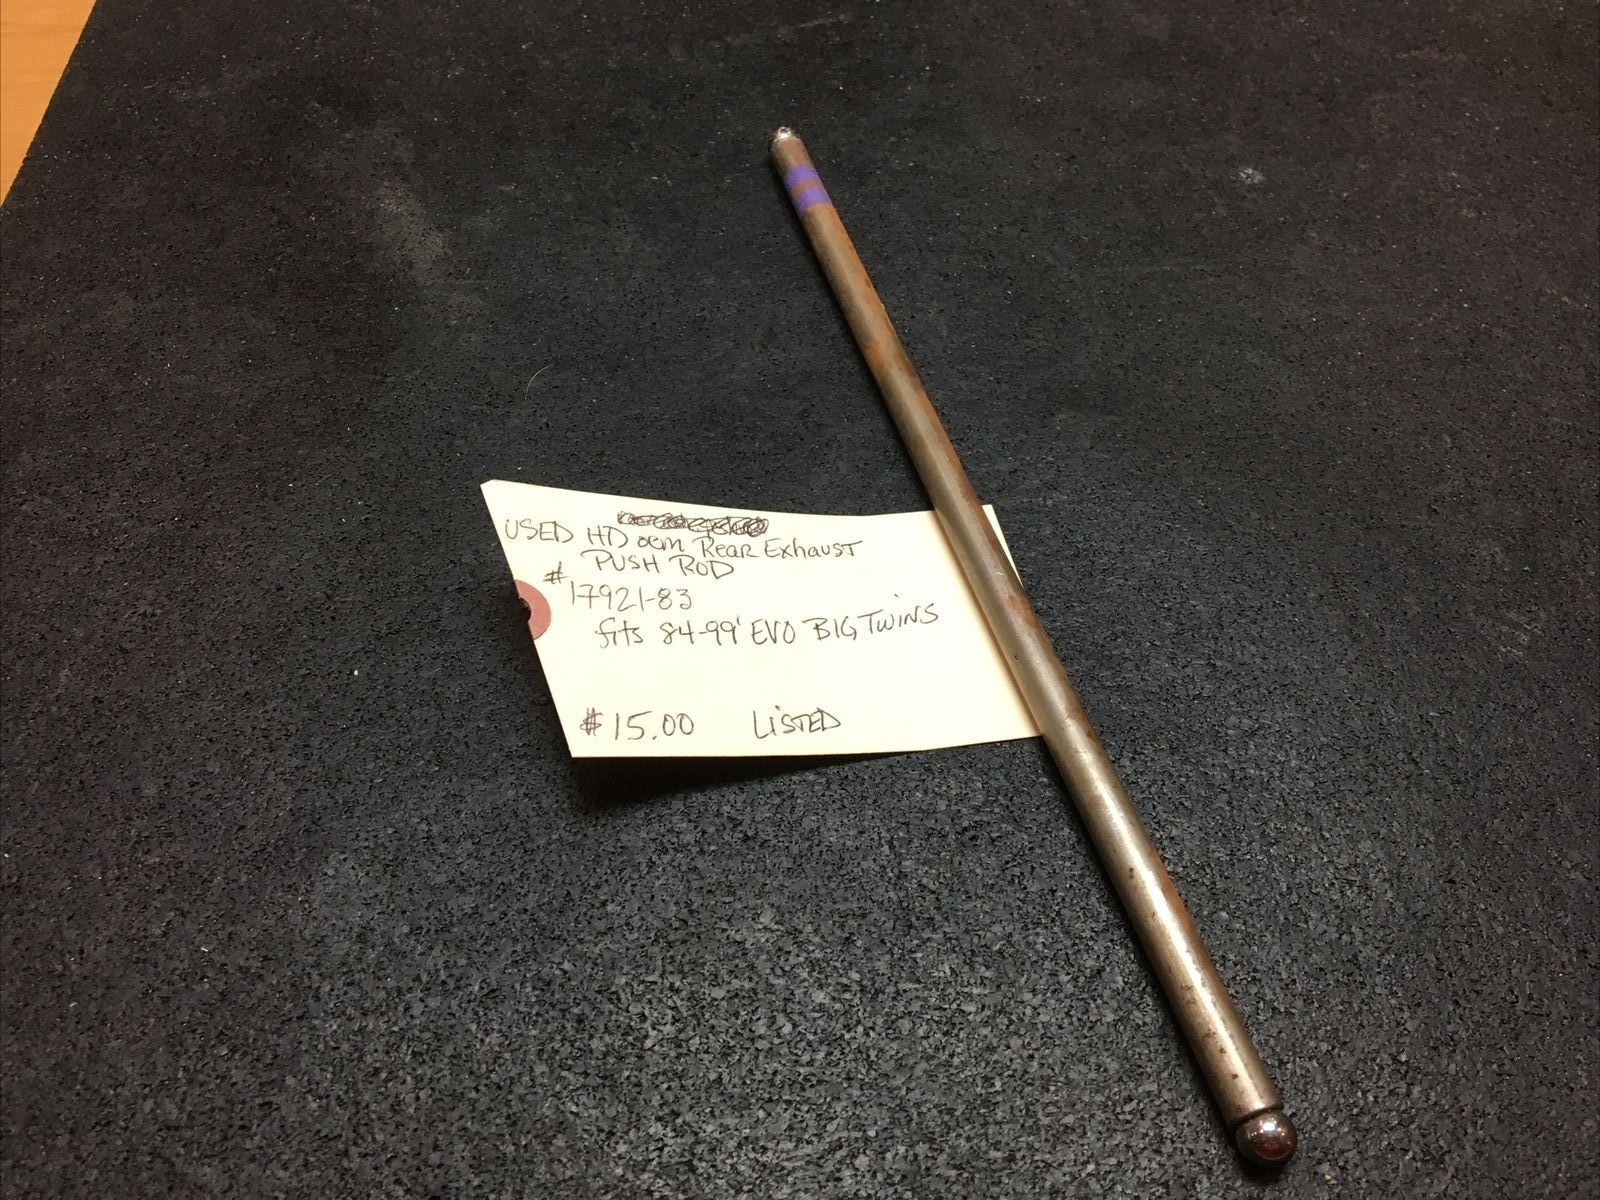 USED HD oem Rear Exhaust
PUSH ROD
#17921-83
fits 84-99' EVO BIG TWINS
$15.00 LISTED